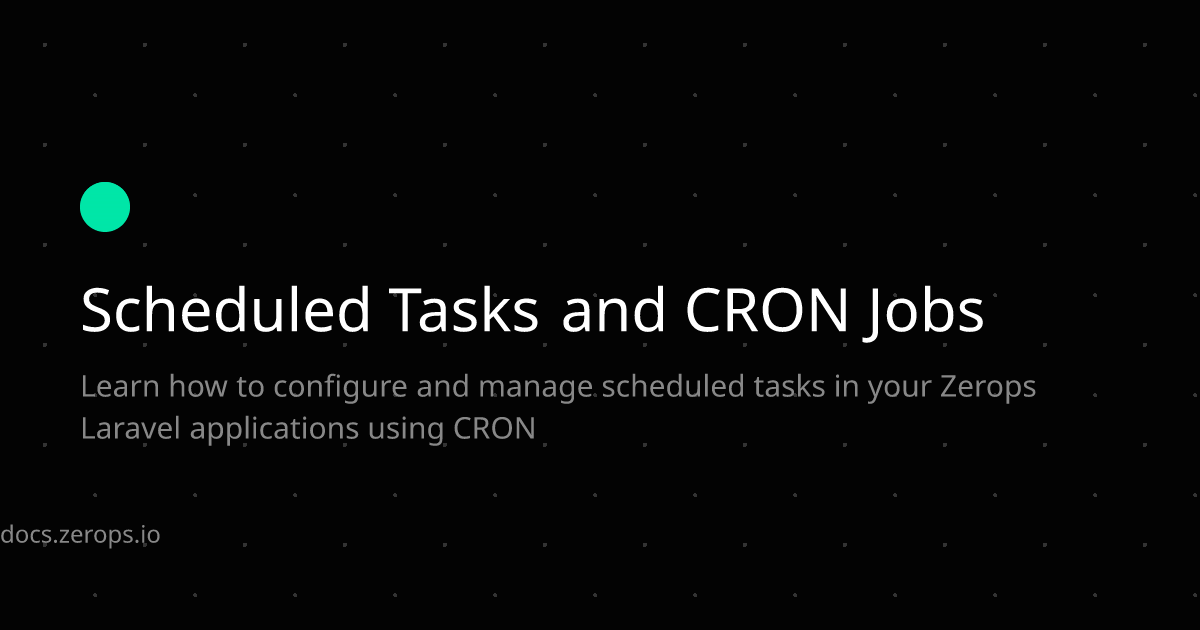 Scheduled Tasks and CRON Jobs
Learn how to configure and manage scheduled tasks in your Zerops
Laravel applications using CRON
docs.zerops.io